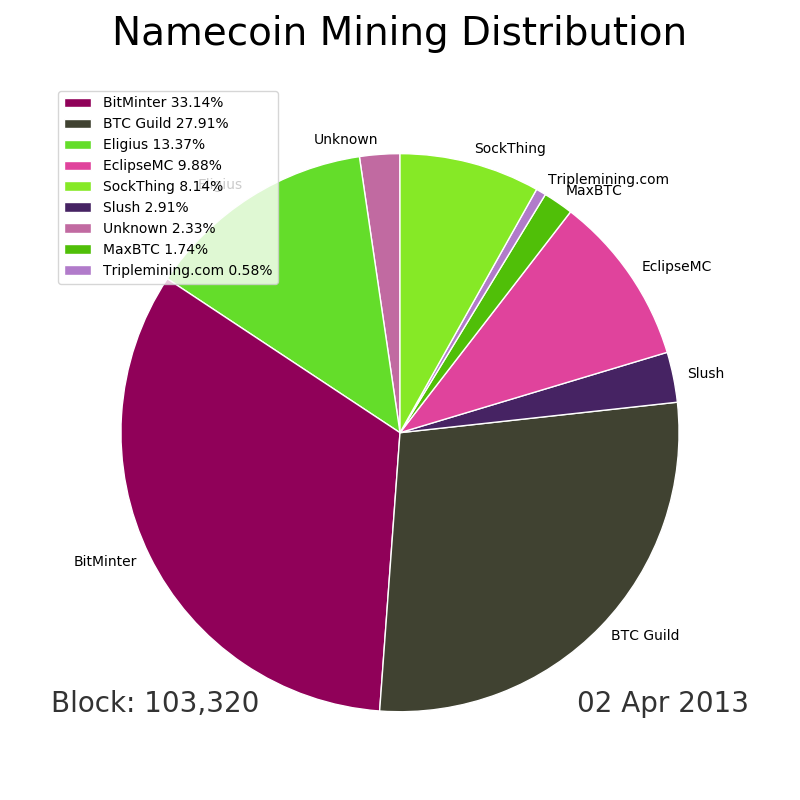 Namecoin Mining Distribution
BitMinter 33.14%
BTC Guild 27.91%
Eligius 13.37%
EclipseMC 9.88%
SockThing 8.14%
Slush 2.91%
Unknown 2.33%
MaxBTC 1.74%
Triplemining.com 0.58%
Unknown
SockThing
Triplemining.com
MaxBTC
Eligius
EclipseMC
Slush
BitMinter
BTC Guild
Block: 103,320
02 Apr 2013